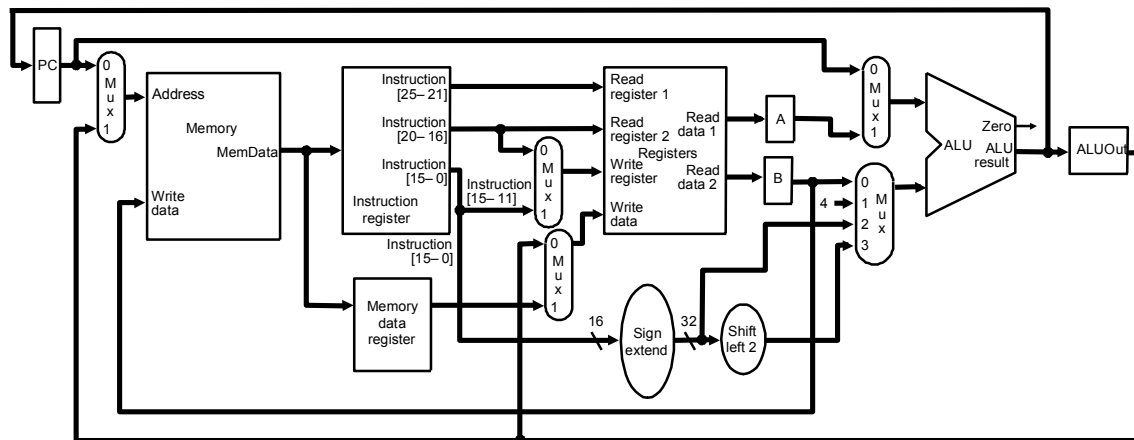 PC
0
M
u
x
1
Address
Memory
MemData
Write
data
Instruction
[25– 21]
Instruction
[20– 16]
Instruction
[15– 0]
Instruction
register
Instruction
[15– 11]
Instruction
[15– 0]
0
M
u
x
1
0
M
u
x
1
Memory
data
register
Read
register 1
Read
register 2
Registers
Write
register
Write
data
Read
data 1
Read
data 2
16
Sign
extend
32
Shift
left 2
A
B
4
0
M
u
x
1
0
1
2
3
M
u
x
Zero
ALU
ALU
result
ALUOut